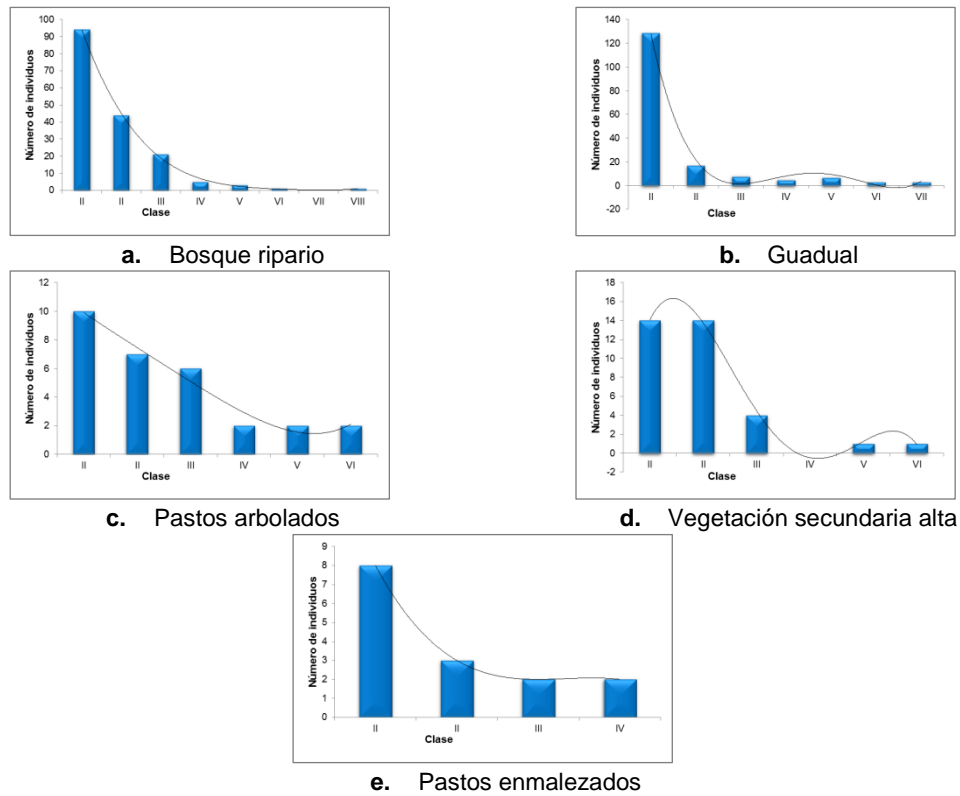 100
90
80
70
60
50
40
30
20
10
0
Número de individuos
II II III IV V VI VII VIII
Clase
a. Bosque ripario
140
120
100
80
60
40
20
0
-20
Número de individuos
II II III IV V VI VII
Clase
b. Guadual
12
10
8
6
4
2
0
Número de individuos
II II III IV V VI
Clase
c. Pastos arbolados
18
16
14
12
10
8
6
4
2
0
-2
Número de individuos
II II III IV V VI
Clase
d. Vegetación secundaria alta
9
8
7
6
5
4
3
2
1
0
Número de individuos
II II III IV
Clase
e. Pastos enmalezados